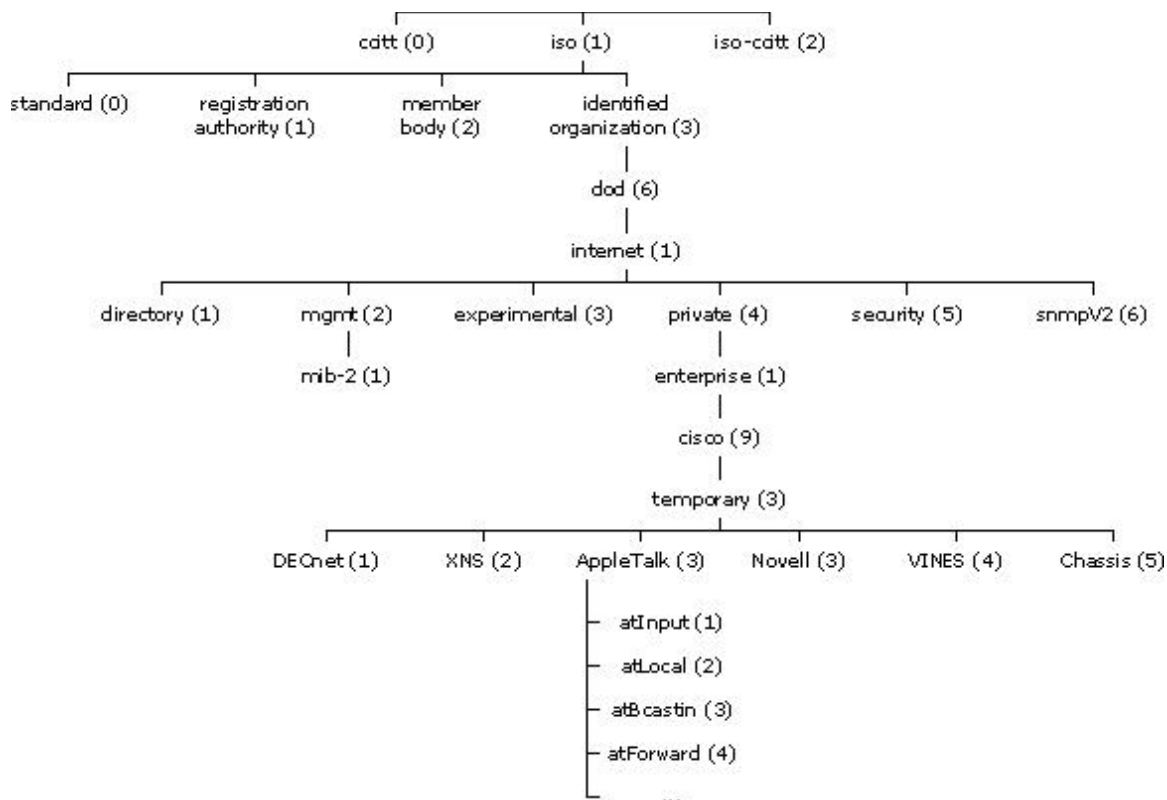 ccitt (0) iso (1) iso-ccitt (2)
standard (0) registration authority (1) member body (2) identified organization (3)
dod (6)
internet (1)
directory (1) mgmt (2) experimental (3) private (4) security (5) snmpV2 (6)
mib-2 (1) enterprise (1)
cisco (9)
temporary (3)
DECnet (1) XNS (2) AppleTalk (3) Novell (3) VINES (4) Chassis (5)
atInput (1)
atLocal (2)
atBcastin (3)
atForward (4)